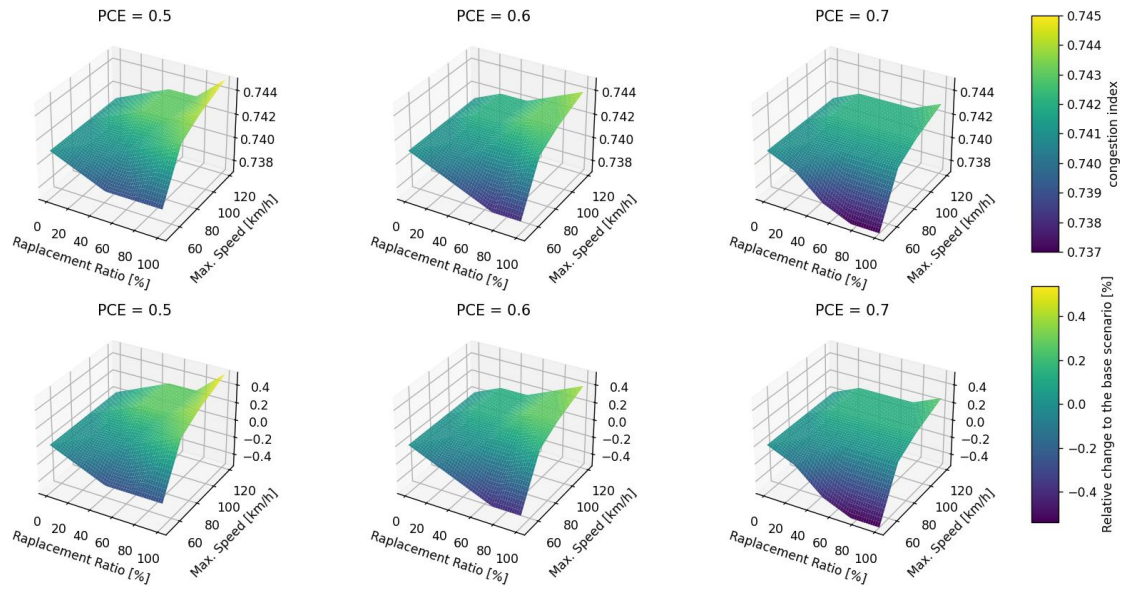 PCE = 0.5
PCE = 0.6
PCE = 0.7
0.744
0.742
0.740
0.738
0 20 40 60 80 100
Raplacement Ratio [%]
60 80 100 120
Max. Speed [km/h]
0.744
0.742
0.740
0.738
0 20 40 60 80 100
Raplacement Ratio [%]
60 80 100 120
Max. Speed [km/h]
0.744
0.742
0.740
0.738
0 20 40 60 80 100
Raplacement Ratio [%]
60 80 100 120
Max. Speed [km/h]
0.745
0.744
0.743
0.742
0.741
0.740
0.739
0.738
0.737
congestion index
PCE = 0.5
PCE = 0.6
PCE = 0.7
0.4
0.2
0.0
−0.2
−0.4
0 20 40 60 80 100
Raplacement Ratio [%]
60 80 100 120
Max. Speed [km/h]
0.4
0.2
0.0
−0.2
−0.4
0 20 40 60 80 100
Raplacement Ratio [%]
60 80 100 120
Max. Speed [km/h]
0.4
0.2
0.0
−0.2
−0.4
0 20 40 60 80 100
Raplacement Ratio [%]
60 80 100 120
Max. Speed [km/h]
0.4
0.2
0.0
−0.2
−0.4
Relative change to the base scenario [%]